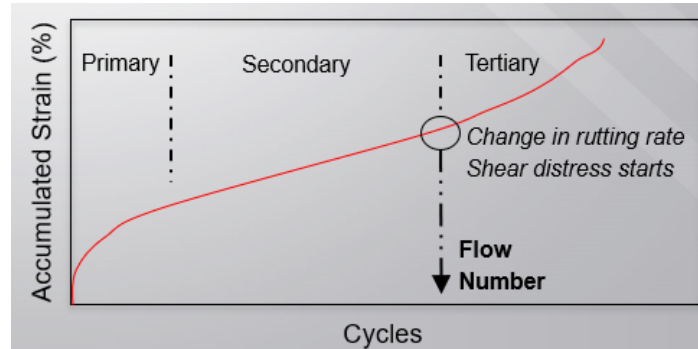 Accumulated Strain (%)
Primary
Secondary
Tertiary
Change in rutting rate
Shear distress starts
Flow
Number
Cycles